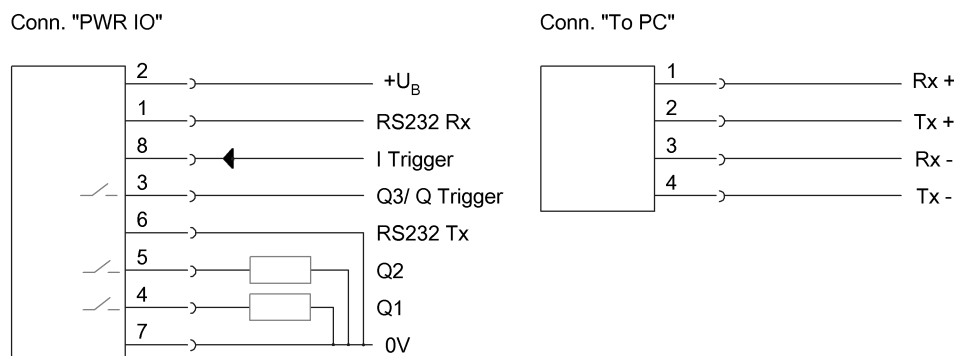 Conn. "PWR IO"
2 +UB
1 RS232 Rx
8 I Trigger
3 Q3/ Q Trigger
6 RS232 Tx
5 Q2
4 Q1
7 0V
Conn. "To PC"
1 Rx +
2 Tx +
3 Rx -
4 Tx -